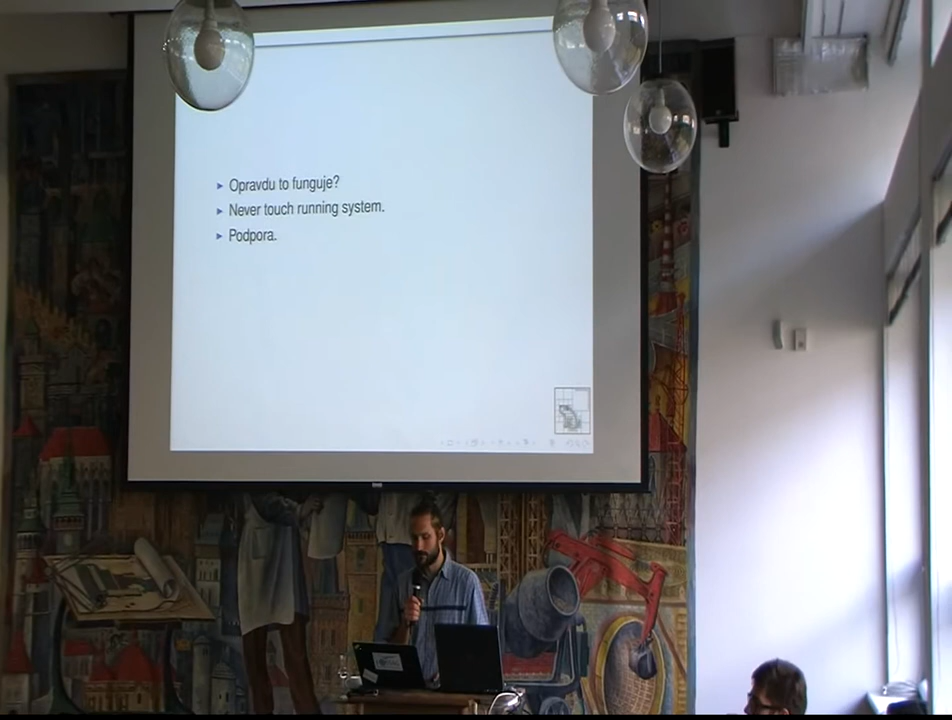 Opravdu to funguje?
Never touch running system.
Podpora.